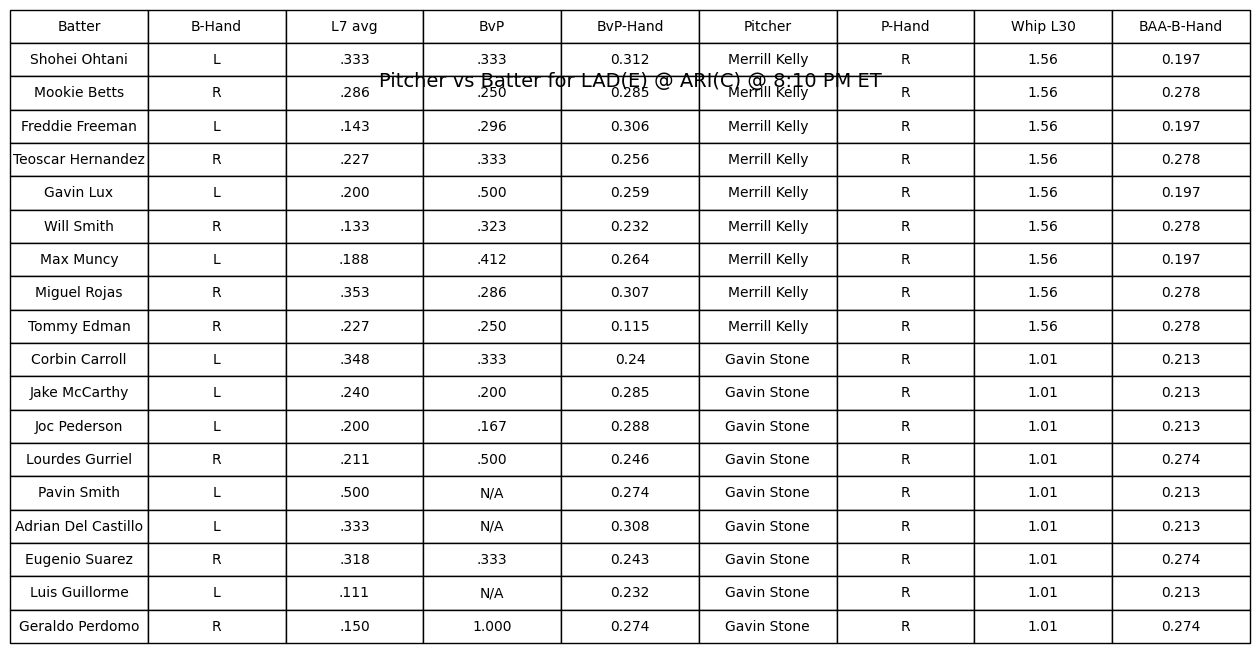 Batter B-Hand L7 avg BvP BvP-Hand Pitcher P-Hand Whip L30 BAA-B-Hand
Shohei Ohtani L .333 .333 0.312 Merrill Kelly R 1.56 0.197
Pitcher vs Batter for LAD(E) @ ARI(C) @ 8:10 PM ET
Mookie Betts R .286 .250 0.285 Merrill Kelly R 1.56 0.278
Freddie Freeman L .143 .296 0.306 Merrill Kelly R 1.56 0.197
Teoscar Hernandez R .227 .333 0.256 Merrill Kelly R 1.56 0.278
Gavin Lux L .200 .500 0.259 Merrill Kelly R 1.56 0.197
Will Smith R .133 .323 0.232 Merrill Kelly R 1.56 0.278
Max Muncy L .188 .412 0.264 Merrill Kelly R 1.56 0.197
Miguel Rojas R .353 .286 0.307 Merrill Kelly R 1.56 0.278
Tommy Edman R .227 .250 0.115 Merrill Kelly R 1.56 0.278
Corbin Carroll L .348 .333 0.24 Gavin Stone R 1.01 0.213
Jake McCarthy L .240 .200 0.285 Gavin Stone R 1.01 0.213
Joc Pederson L .200 .167 0.288 Gavin Stone R 1.01 0.213
Lourdes Gurriel R .211 .500 0.246 Gavin Stone R 1.01 0.274
Pavin Smith L .500 N/A 0.274 Gavin Stone R 1.01 0.213
Adrian Del Castillo L .333 N/A 0.308 Gavin Stone R 1.01 0.213
Eugenio Suarez R .318 .333 0.243 Gavin Stone R 1.01 0.274
Luis Guillorme L .111 N/A 0.232 Gavin Stone R 1.01 0.213
Geraldo Perdomo R .150 1.000 0.274 Gavin Stone R 1.01 0.274